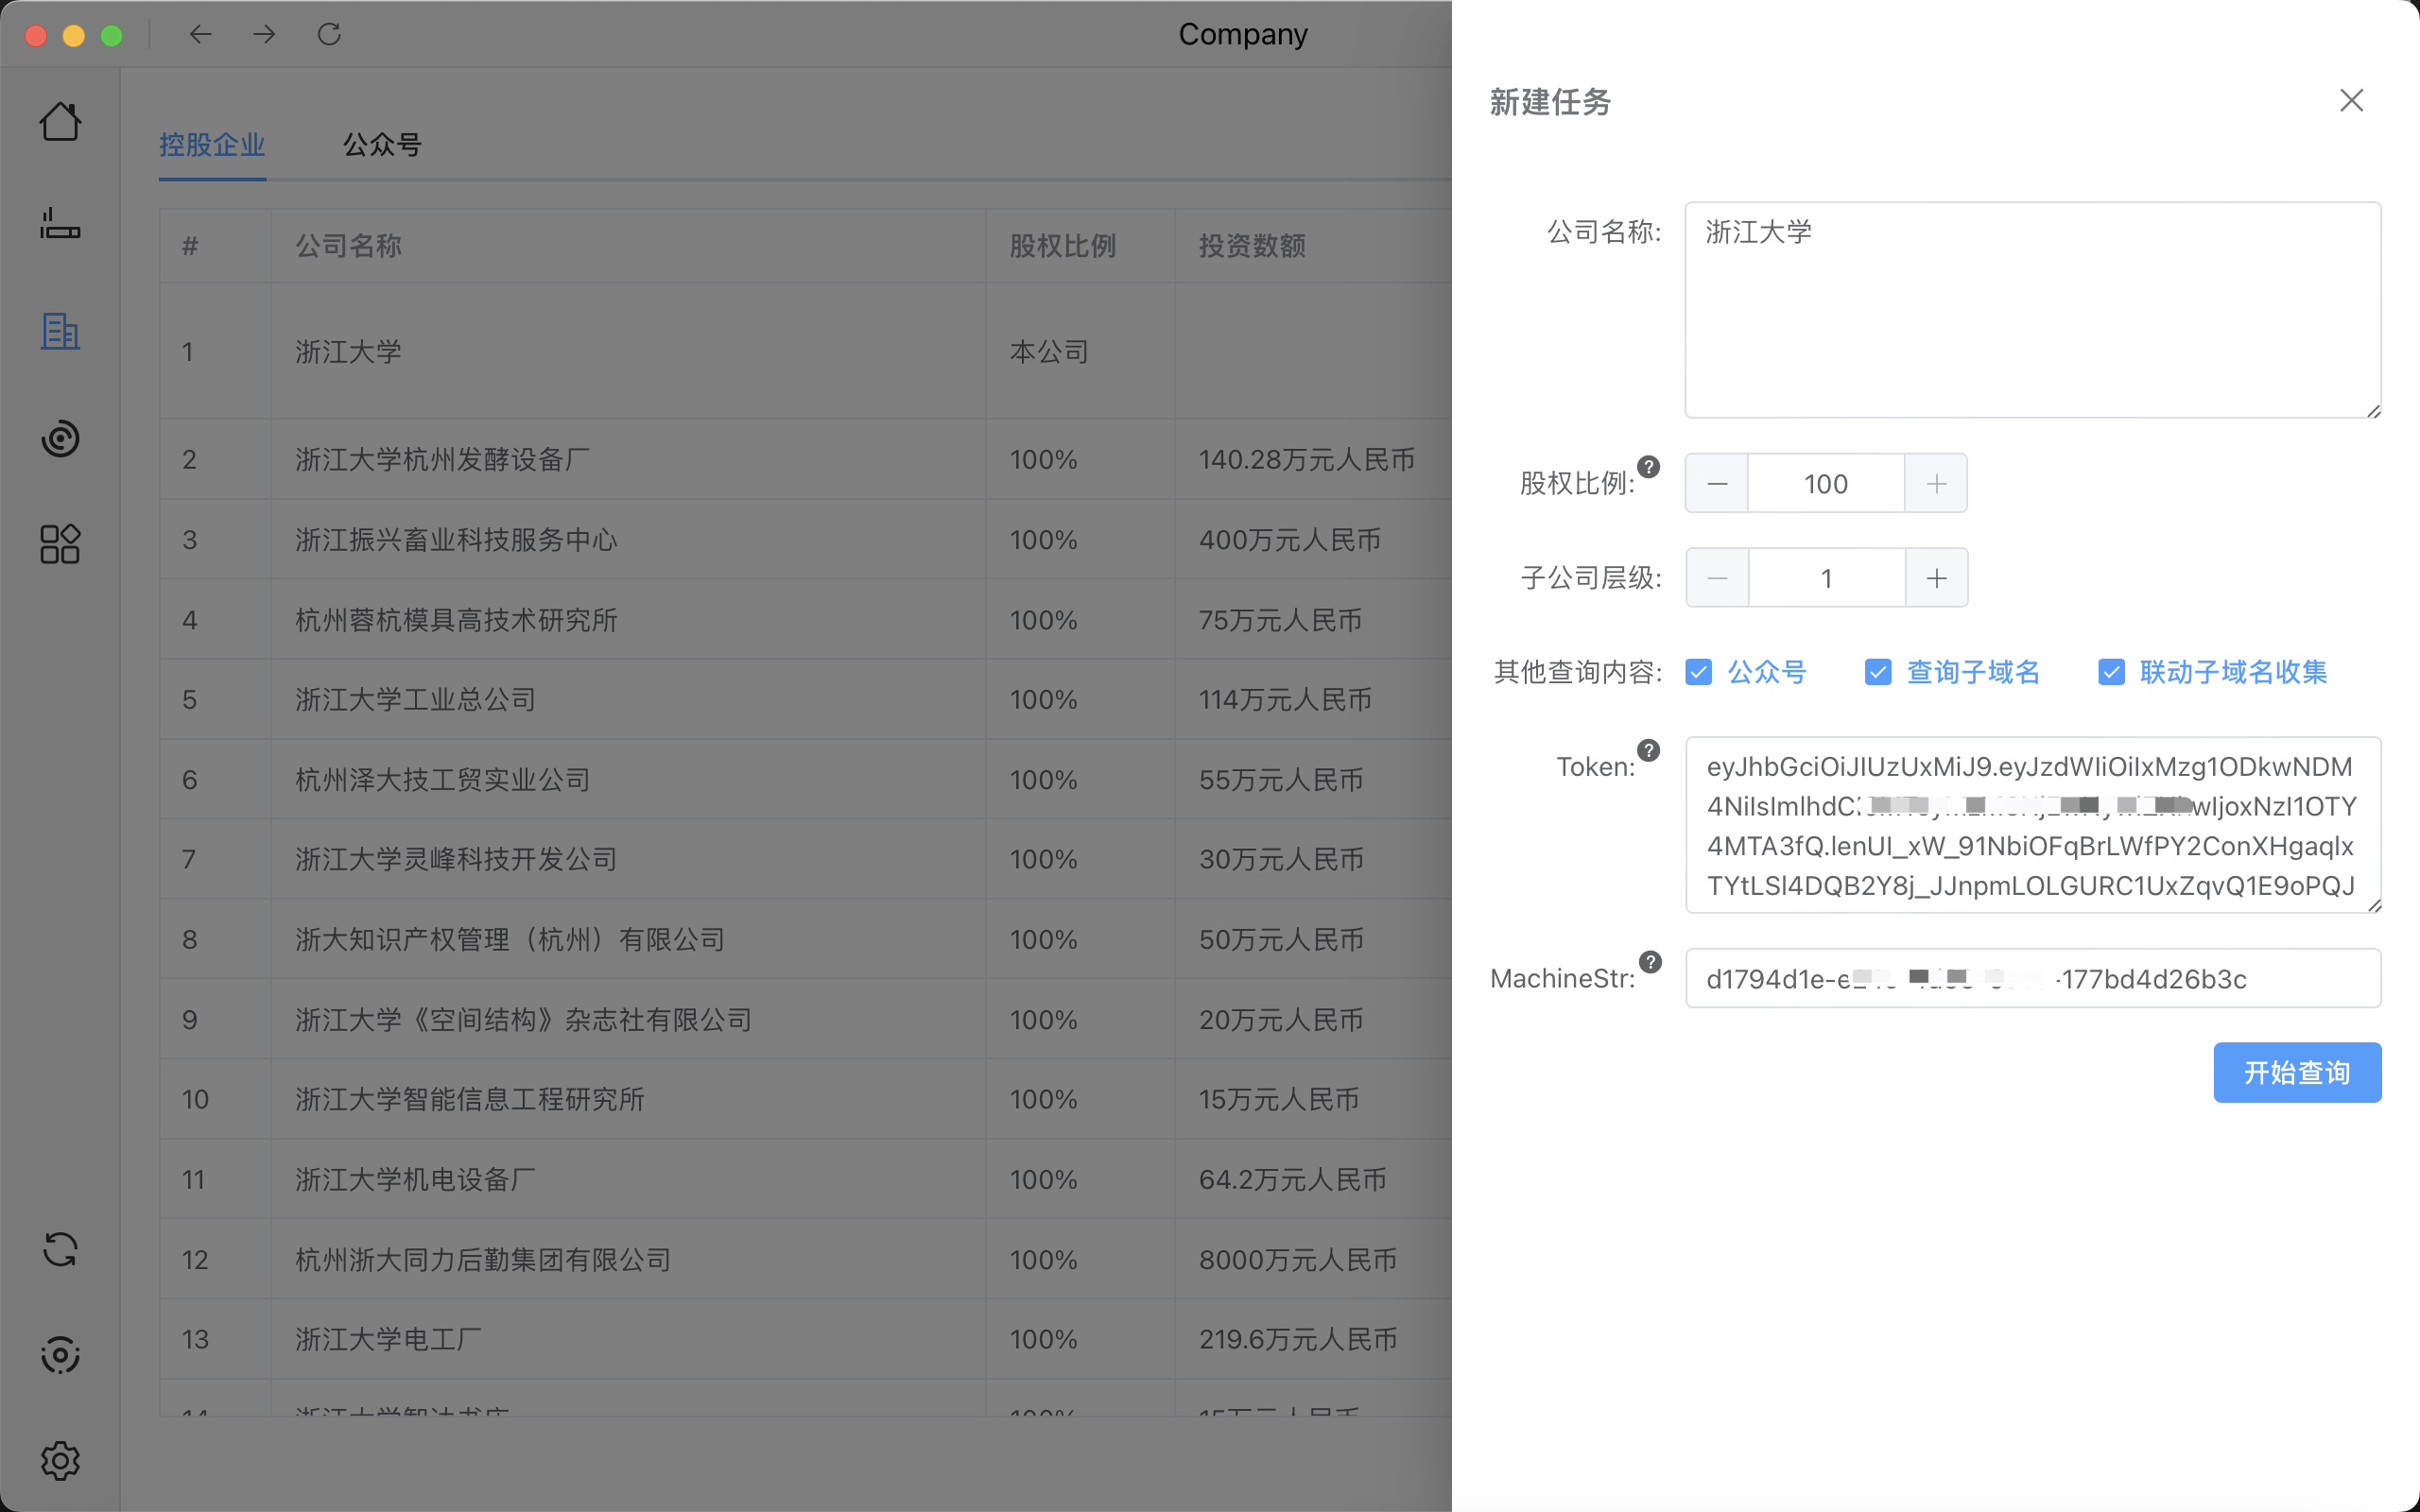 Company
控股企业 公众号
# 公司名称 股权比例 投资数额
1 浙江大学 本公司
2 浙江大学杭州发酵设备厂 100% 140.28万元人民币
3 浙江振兴畜业科技服务中心 100% 400万元人民币
4 杭州蓉杭模具高技术研究所 100% 75万元人民币
5 浙江大学工业总公司 100% 114万元人民币
6 杭州泽大技工贸实业公司 100% 55万元人民币
7 浙江大学灵峰科技开发公司 100% 30万元人民币
8 浙大知识产权管理（杭州）有限公司 100% 50万元人民币
9 浙江大学《空间结构》杂志社有限公司 100% 20万元人民币
10 浙江大学智能信息工程研究所 100% 15万元人民币
11 浙江大学机电设备厂 100% 64.2万元人民币
12 杭州浙大同力后勤集团有限公司 100% 8000万元人民币
13 浙江大学电工厂 100% 219.6万元人民币
新建任务
公司名称: 浙江大学
股权比例: ? 100
子公司层级: 1
其他查询内容: 公众号 查询子域名 联动子域名收集
Token: ? eyJhbGciOiJIUzUxMiJ9.eyJzdWIiOiIxMzg1ODkwNDM
4NiIsImlhdC wIjoxNzI1OTY
4MTA3fQ.lenUI_xW_91NbiOFqBrLWfPY2ConXHgaqlx
TYtLSl4DQB2Y8j_JJnpmLOLGURC1UxZqvQ1E9oPQJ
MachineStr: ? d1794d1e-e -177bd4d26b3c
开始查询